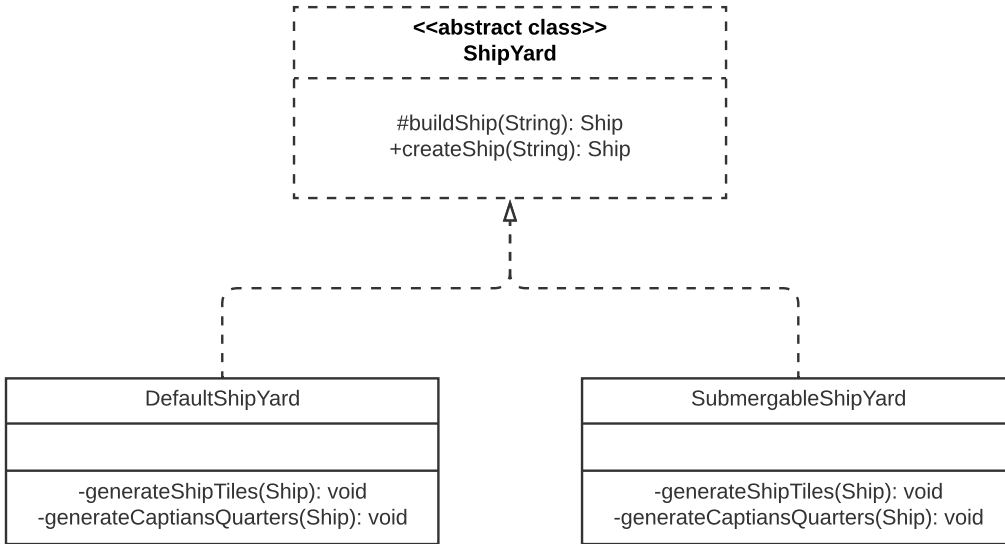 <<abstract class>>
ShipYard
#buildShip(String): Ship
+createShip(String): Ship
DefaultShipYard
-generateShipTiles(Ship): void
-generateCaptiansQuarters(Ship): void
SubmergableShipYard
-generateShipTiles(Ship): void
-generateCaptiansQuarters(Ship): void